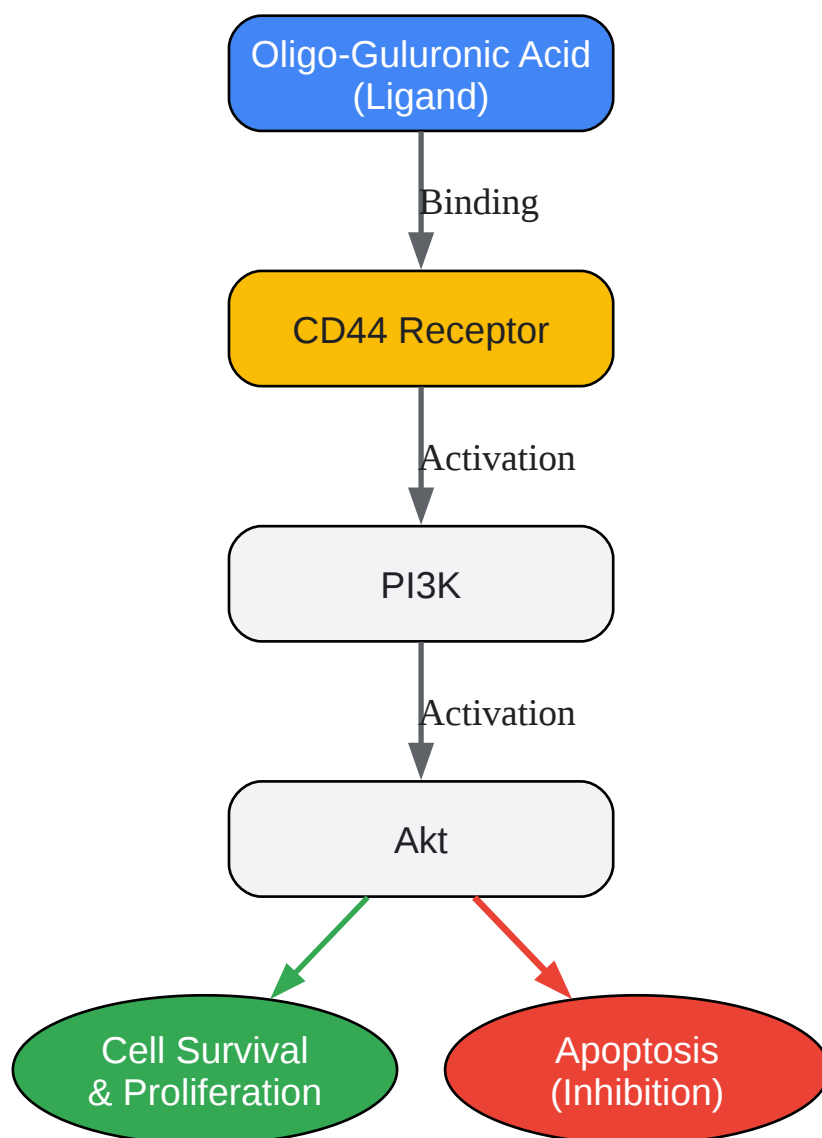 Oligo-Guluronic Acid
(Ligand)
Binding
CD44 Receptor
Activation
PI3K
Activation
Akt
Cell Survival
& Proliferation
Apoptosis
(Inhibition)